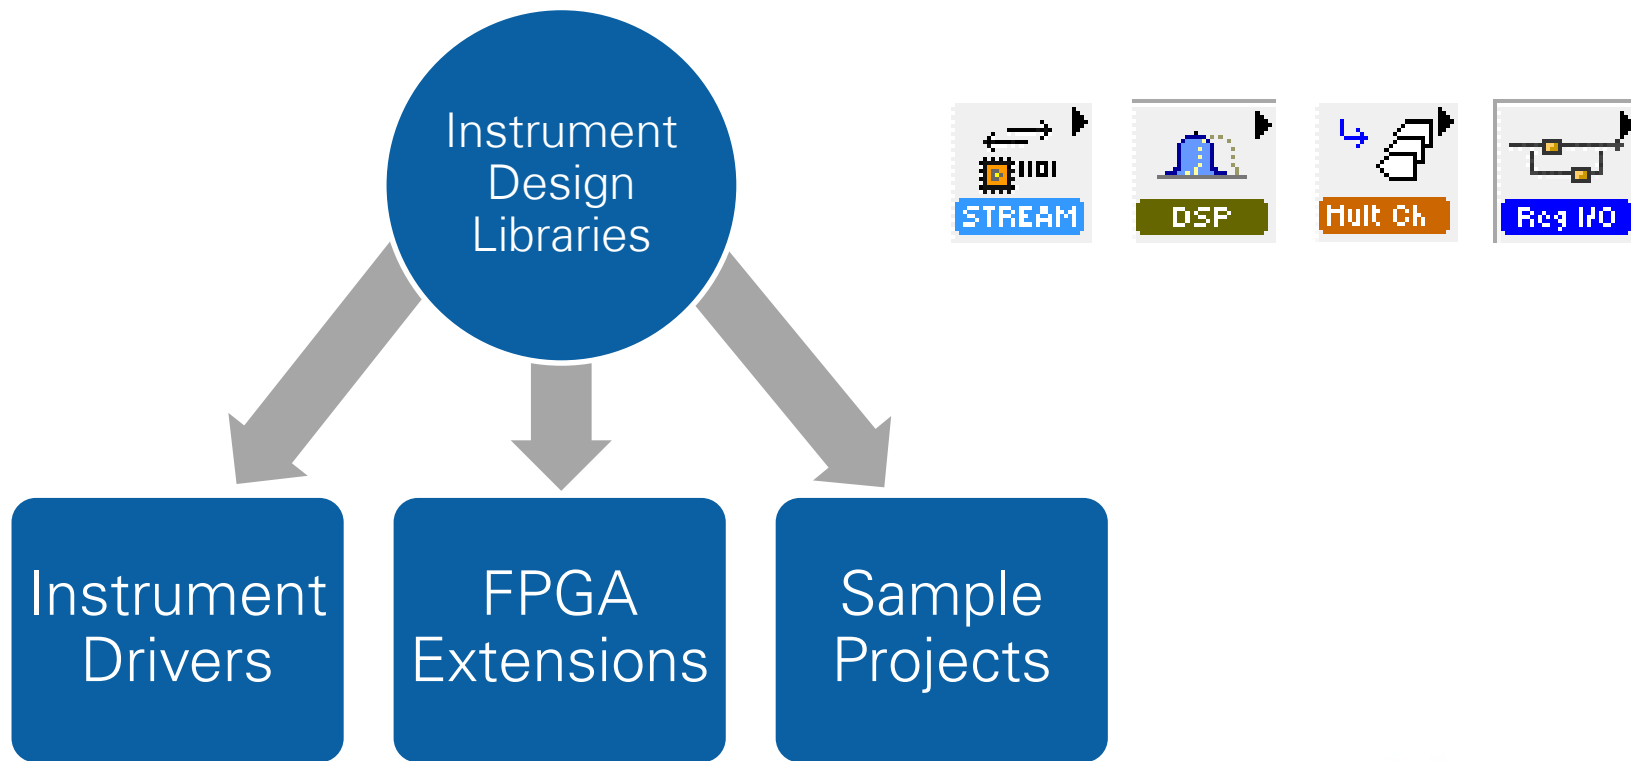 Instrument
Design
Libraries
STREAM
DSP
Mult Ch
Reg I/O
Instrument
Drivers
FPGA
Extensions
Sample
Projects